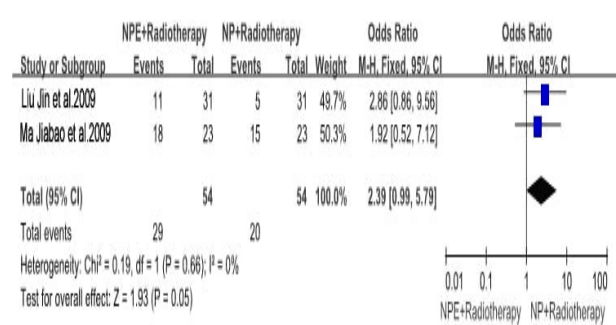 NPE+Radiotherapy NP+Radiotherapy Odds Ratio Odds Ratio
Study or Subgroup Events Total Events Total Weight M-H, Fixed, 95% CI M-H, Fixed, 95% CI
Liu Jin et al.2009 11 31 5 31 49.7% 2.86 [0.86, 9.56]
Ma Jiabao et al.2009 18 23 15 23 50.3% 1.92 [0.52, 7.12]
Total (95% CI) 54 54 100.0% 2.39 [0.99, 5.79]
Total events 29 20
Heterogeneity: Chi² = 0.19, df = 1 (P = 0.66); I² = 0%
Test for overall effect: Z = 1.93 (P = 0.05)
0.01 0.1 1 10 100
NPE+Radiotherapy NP+Radiotherapy